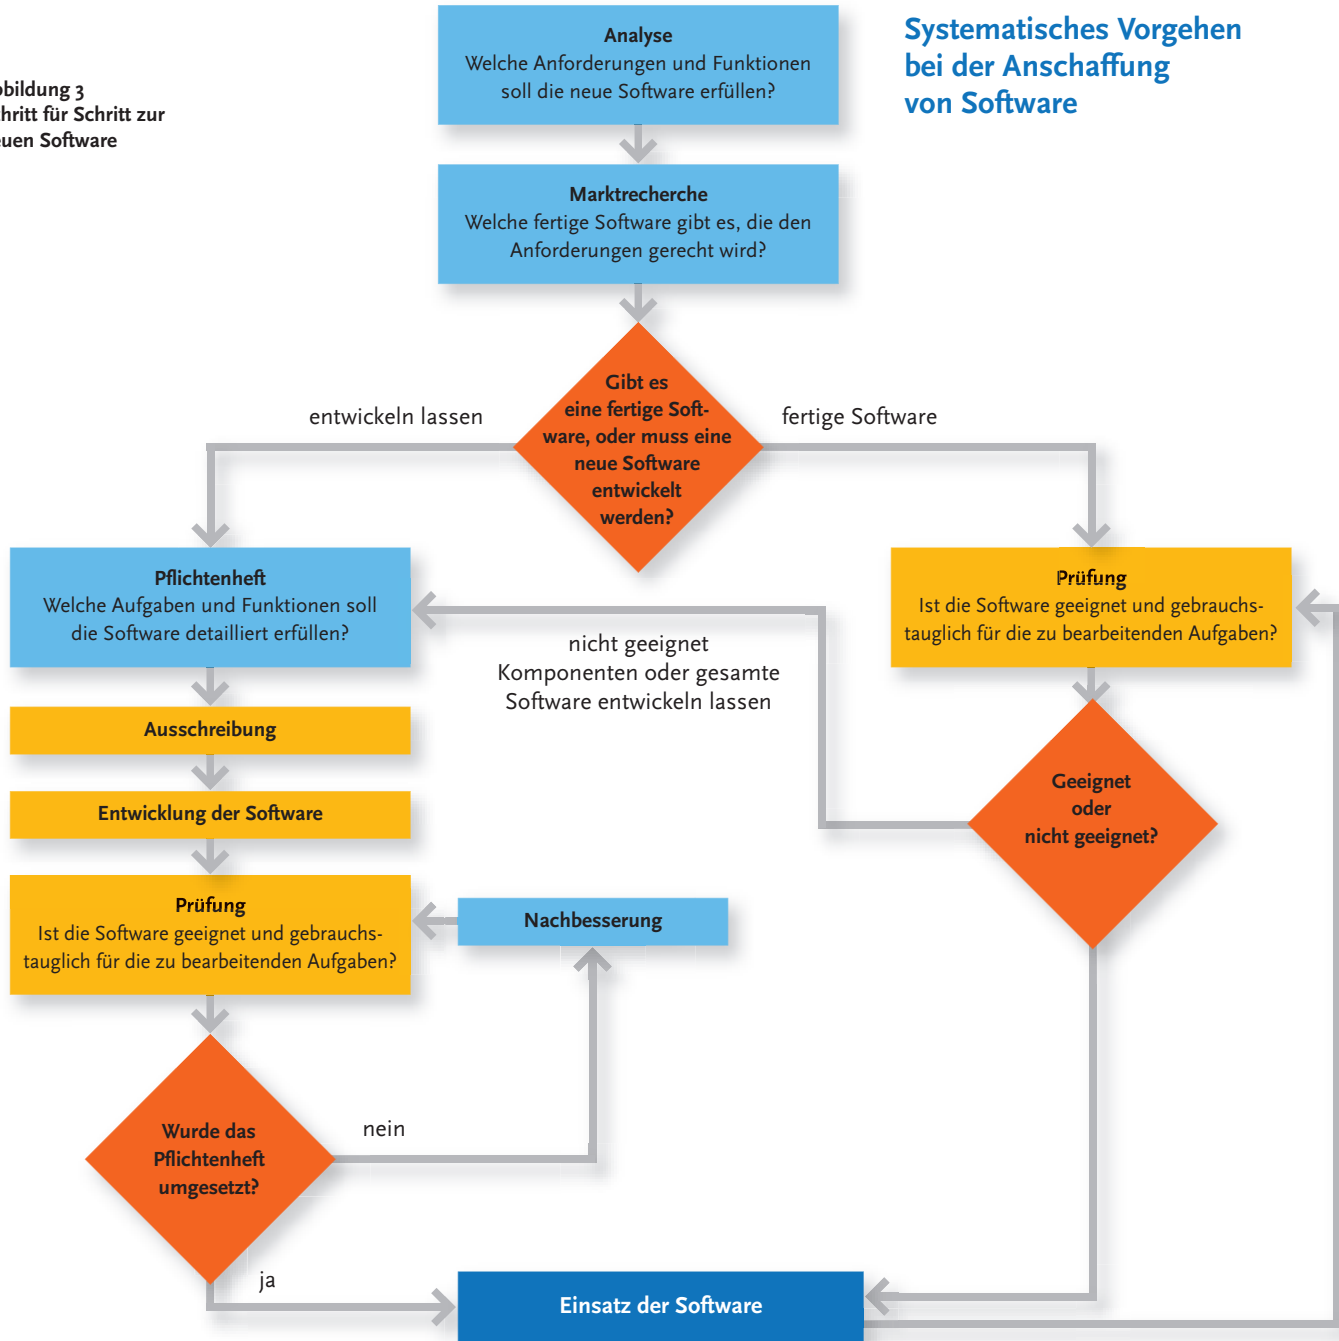 Systematisches Vorgehen
bei der Anschaffung
von Software
bbildung 3
chritt für Schritt zur
euen Software
Analyse
Welche Anforderungen und Funktionen
soll die neue Software erfüllen?
Marktrecherche
Welche fertige Software gibt es, die den
Anforderungen gerecht wird?
Gibt es
eine fertige Soft-
ware, oder muss eine
neue Software
entwickelt
werden?
entwickeln lassen
fertige Software
Pflichtenheft
Welche Aufgaben und Funktionen soll
die Software detailliert erfüllen?
nicht geeignet
Komponenten oder gesamte
Software entwickeln lassen
Prüfung
Ist die Software geeignet und gebrauchs-
tauglich für die zu bearbeitenden Aufgaben?
Ausschreibung
Entwicklung der Software
Geeignet
oder
nicht geeignet?
Prüfung
Ist die Software geeignet und gebrauchs-
tauglich für die zu bearbeitenden Aufgaben?
Nachbesserung
Wurde das
Pflichtenheft
umgesetzt?
nein
ja
Einsatz der Software